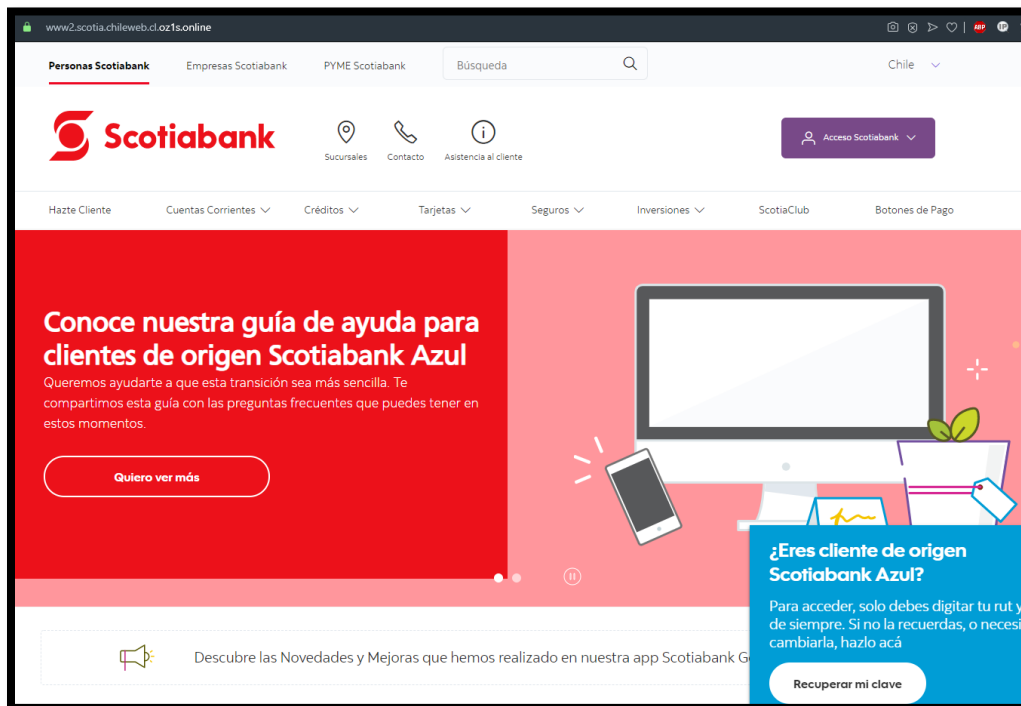 www2.scotia.chileweb.cl.oz1s.online
ABP
IP
Personas Scotiabank
Empresas Scotiabank
PYME Scotiabank
Búsqueda
Chile
Scotiabank
Sucursales
Contacto
Asistencia al cliente
Acceso Scotiabank
Hazte Cliente
Cuentas Corrientes
Créditos
Tarjetas
Seguros
Inversiones
ScotiaClub
Botones de Pago
Conoce nuestra guía de ayuda para
clientes de origen Scotiabank Azul
Queremos ayudarte a que esta transición sea más sencilla. Te
compartimos esta guía con las preguntas frecuentes que puedes tener en
estos momentos.
Quiero ver más
¿Eres cliente de origen
Scotiabank Azul?
Para acceder, solo debes digitar tu rut y
de siempre. Si no la recuerdas, o necesi
cambiarla, hazlo acá
Recuperar mi clave
Descubre las Novedades y Mejoras que hemos realizado en nuestra app Scotiabank G